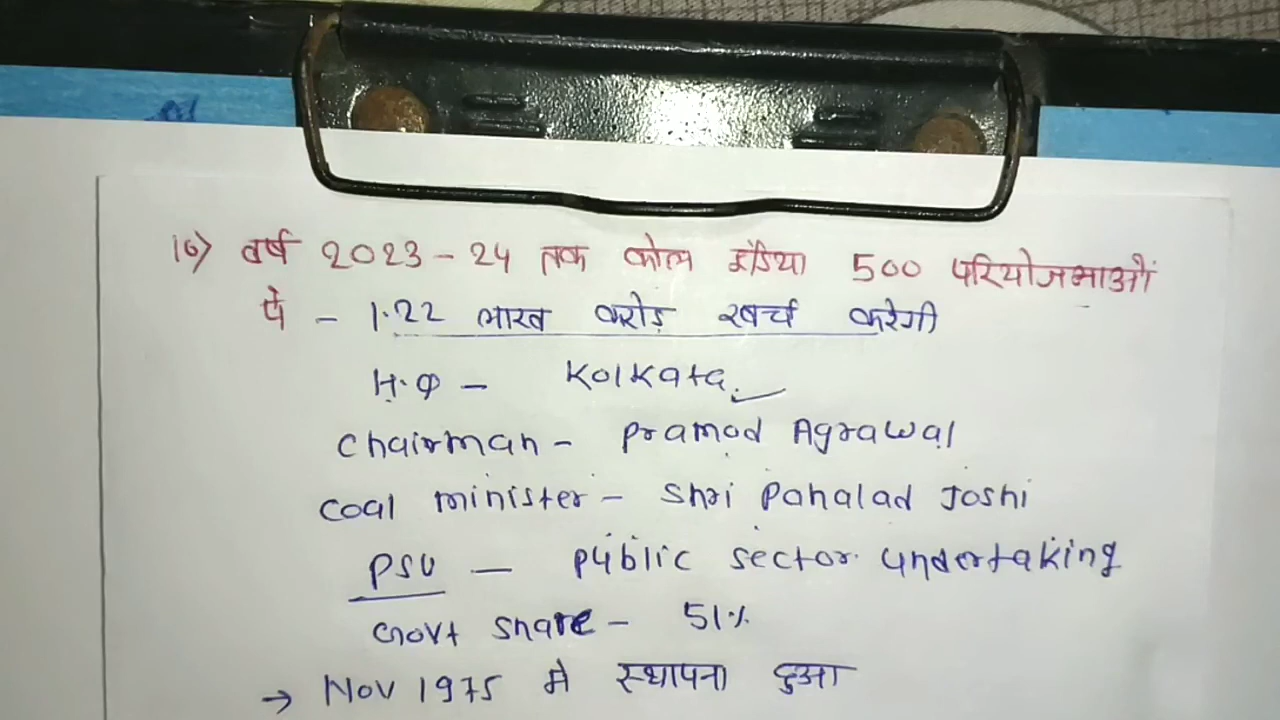 16) वर्ष 2023-24 तक कोल इंडिया 500 परियोजनाओं
पे - 1.22 लाख करोड़ खर्च करेगी
H.Q - Kolkata
Chairman - Pramod Agrawal
Coal minister - Shri Pahalad Joshi
PSU - Public sector undertaking
Govt share - 51%
→ Nov 1975 मे स्थापना हुआ